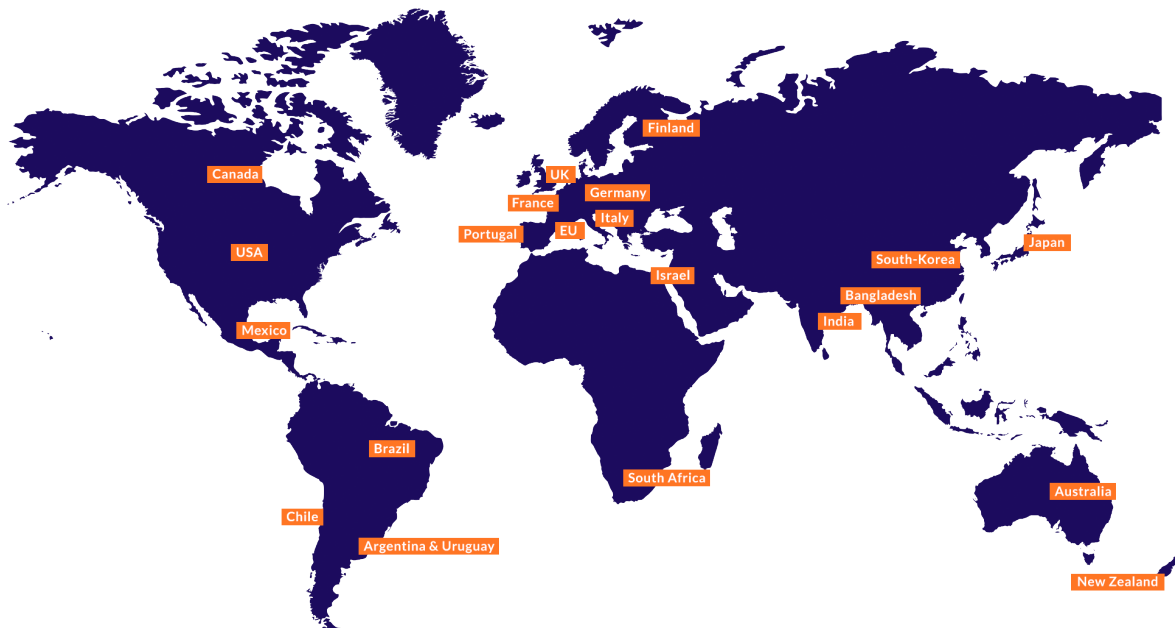 Finland
Canada
UK
Germany
France
Italy
EU
Portugal
Japan
USA
South-Korea
Israel
Bangladesh
India
Mexico
Brazil
South Africa
Australia
Chile
Argentina & Uruguay
New Zealand